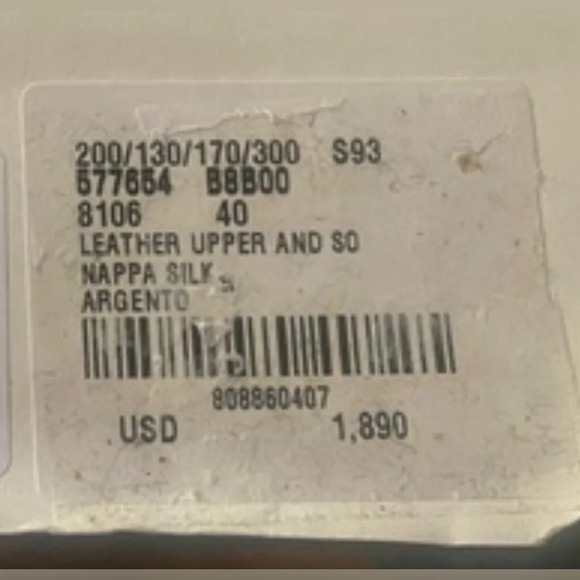 200/130/170/300 S93
577654 B8B00
8106 40
LEATHER UPPER AND SO
NAPPA SILK
ARGENTO
808860407
USD 1,890